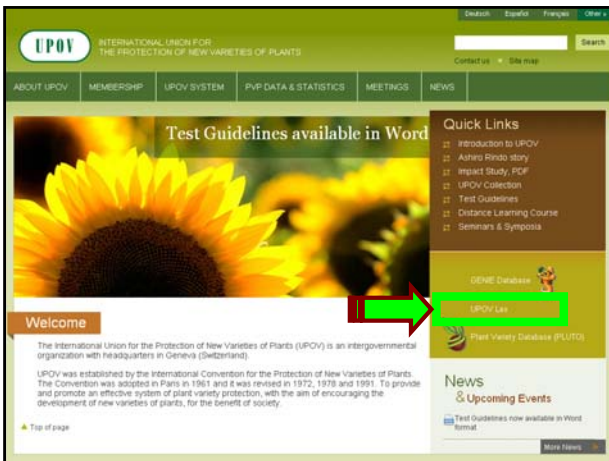 Deutsch Español Français Other
UPOV
INTERNATIONAL UNION FOR
THE PROTECTION OF NEW VARIETIES OF PLANTS
Search
Contact us Site map
ABOUT UPOV MEMBERSHIP UPOV SYSTEM PVP DATA & STATISTICS MEETINGS NEWS
Test Guidelines available in Word
Quick Links
Introduction to UPOV
Ashiro Rindo story
Impact Study, PDF
UPOV Collection
Test Guidelines
Distance Learning Course
Seminars & Symposia
GENIE Database
UPOV Lex
Plant Variety Database (PLUTO)
Welcome
The International Union for the Protection of New Varieties of Plants (UPOV) is an intergovernmental
organization with headquarters in Geneva (Switzerland).
UPOV was established by the International Convention for the Protection of New Varieties of Plants.
The Convention was adopted in Paris in 1961 and it was revised in 1972, 1978 and 1991. To provide
and promote an effective system of plant variety protection, with the aim of encouraging the
development of new varieties of plants, for the benefit of society.
Top of page
News
& Upcoming Events
Test Guidelines now available in Word
format
More News